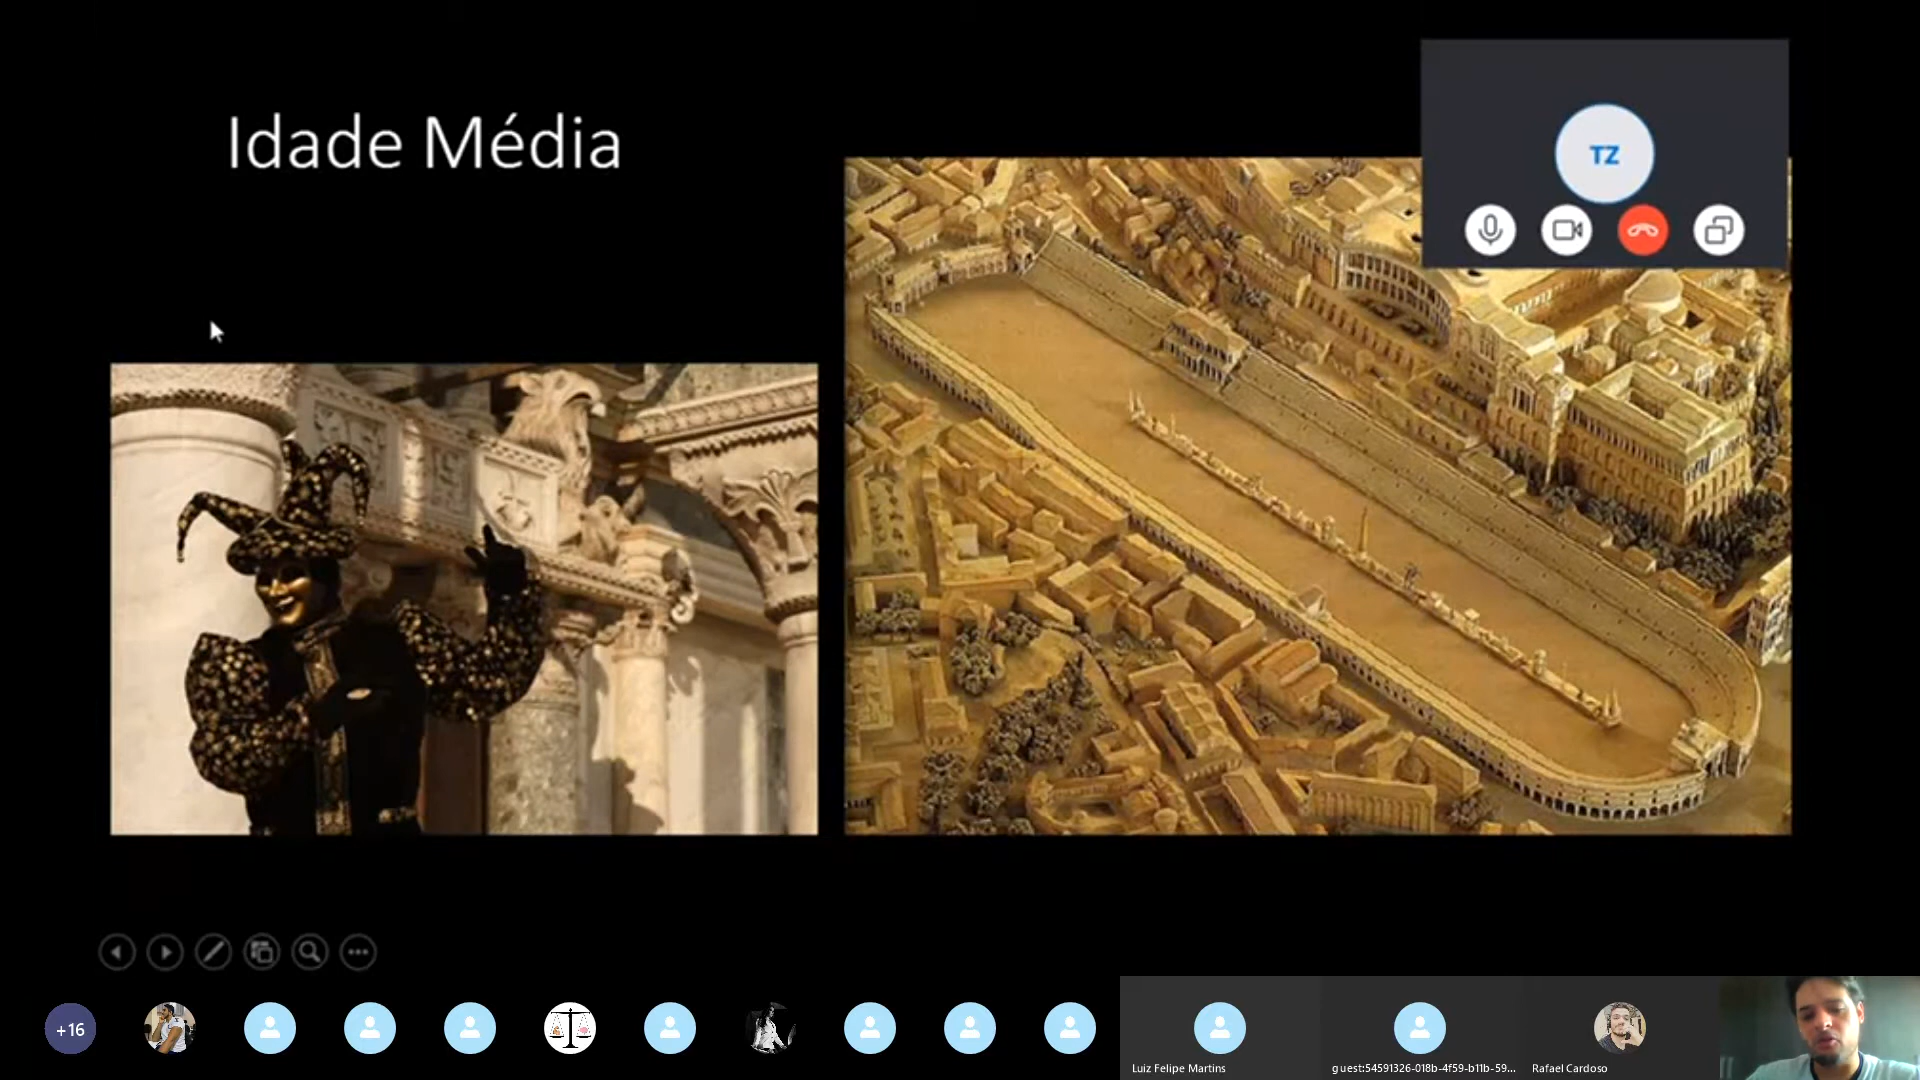 Idade Média
TZ
+16
Luiz Felipe Martins
guest:54591326-018b-4f59-b11b-59...
Rafael Cardoso